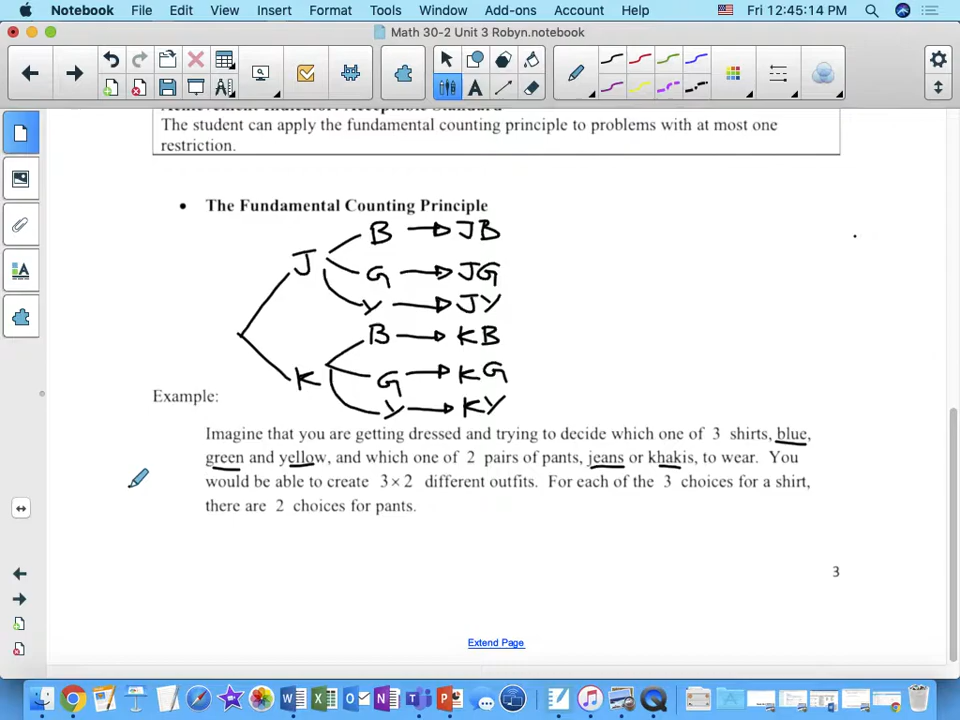 Notebook File Edit View Insert Format Tools Window Add-ons Account Help Fri 12:45:14 PM
Math 30-2 Unit 3 Robyn.notebook
Achievement Indicator: Acceptable Standard
The student can apply the fundamental counting principle to problems with at most one
restriction.
• The Fundamental Counting Principle
B → JB
J
G → JG
Y → JY
B → KB
K
G → KG
Y → KY
Example:
Imagine that you are getting dressed and trying to decide which one of 3 shirts, blue,
green and yellow, and which one of 2 pairs of pants, jeans or khakis, to wear. You
would be able to create 3 × 2 different outfits. For each of the 3 choices for a shirt,
there are 2 choices for pants.
3
Extend Page